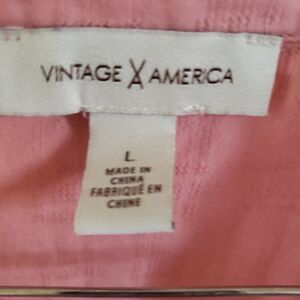 VINTAGE AMERICA
L
MADE IN
CHINA
FABRIQUÉ EN
CHINE